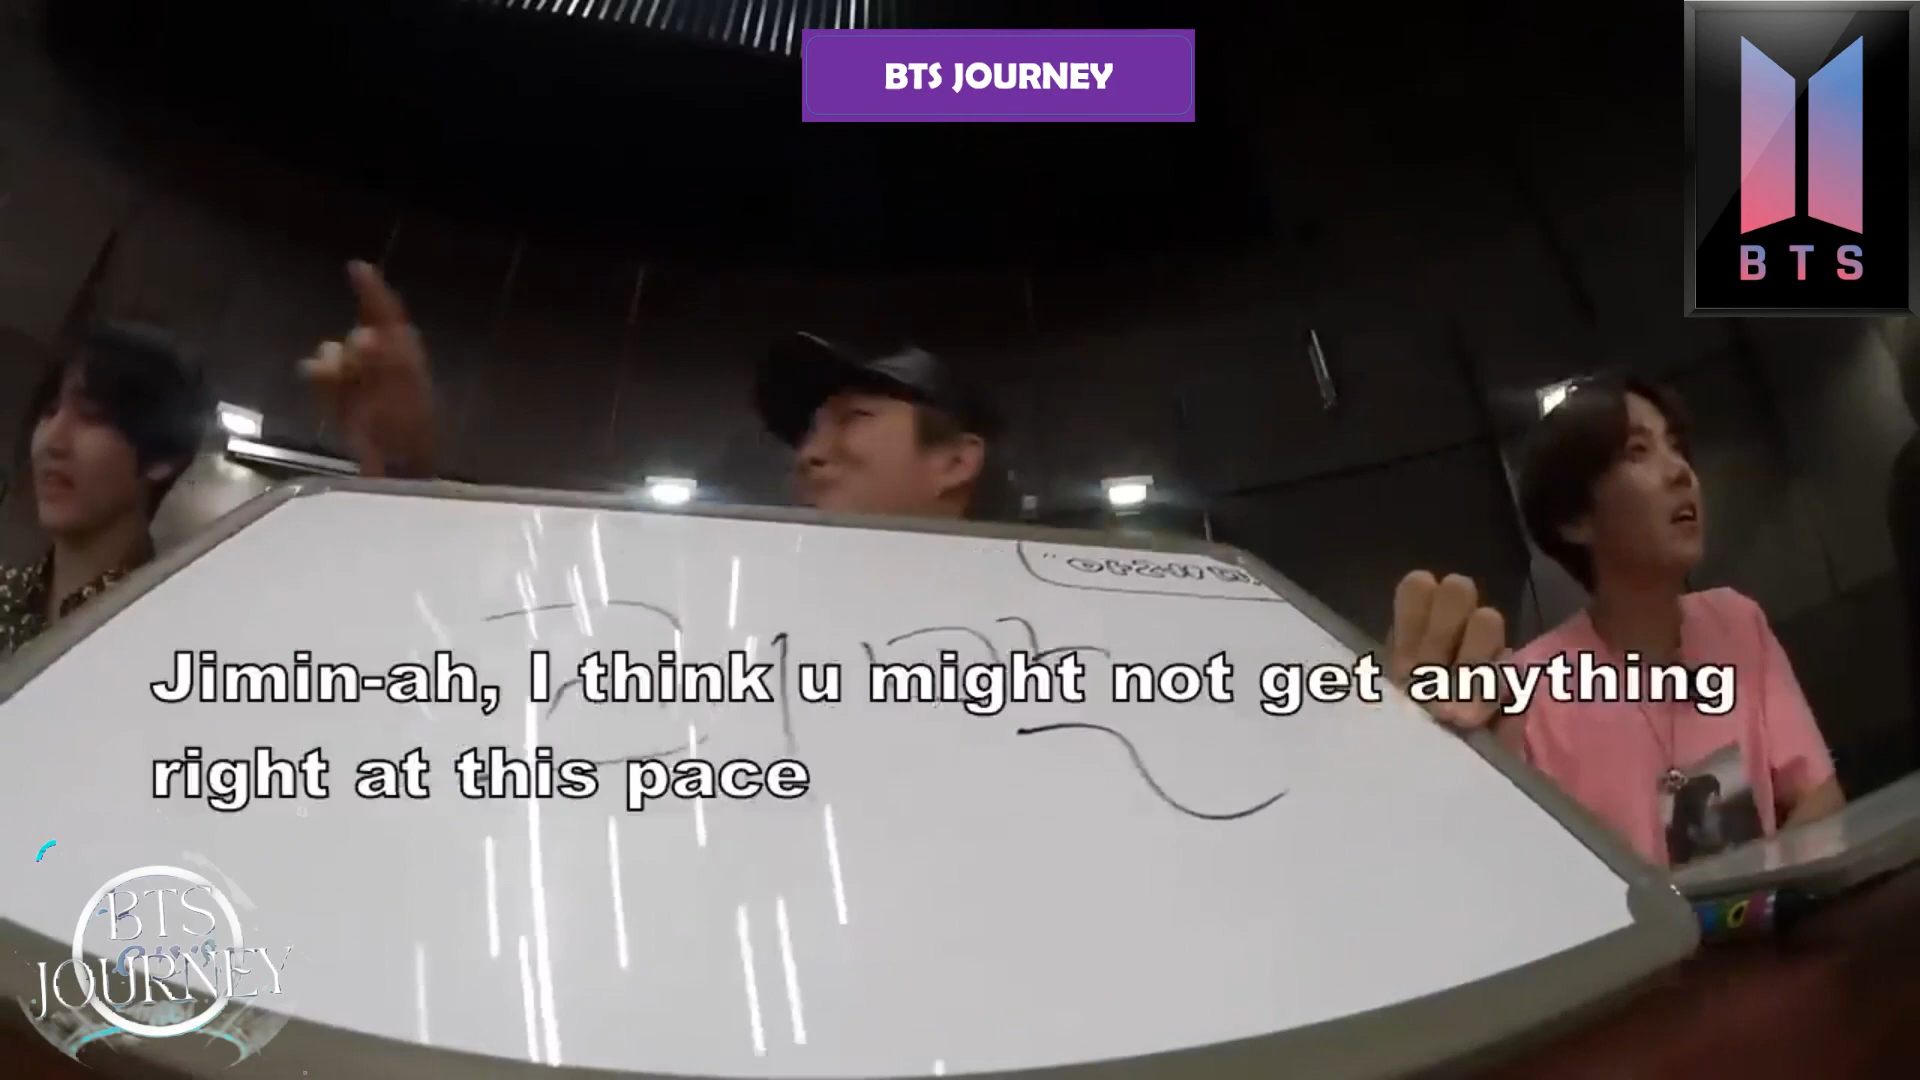 BTS JOURNEY
BTS
Jimin-ah, I think u might not get anything
right at this pace
BTS
JOURNEY